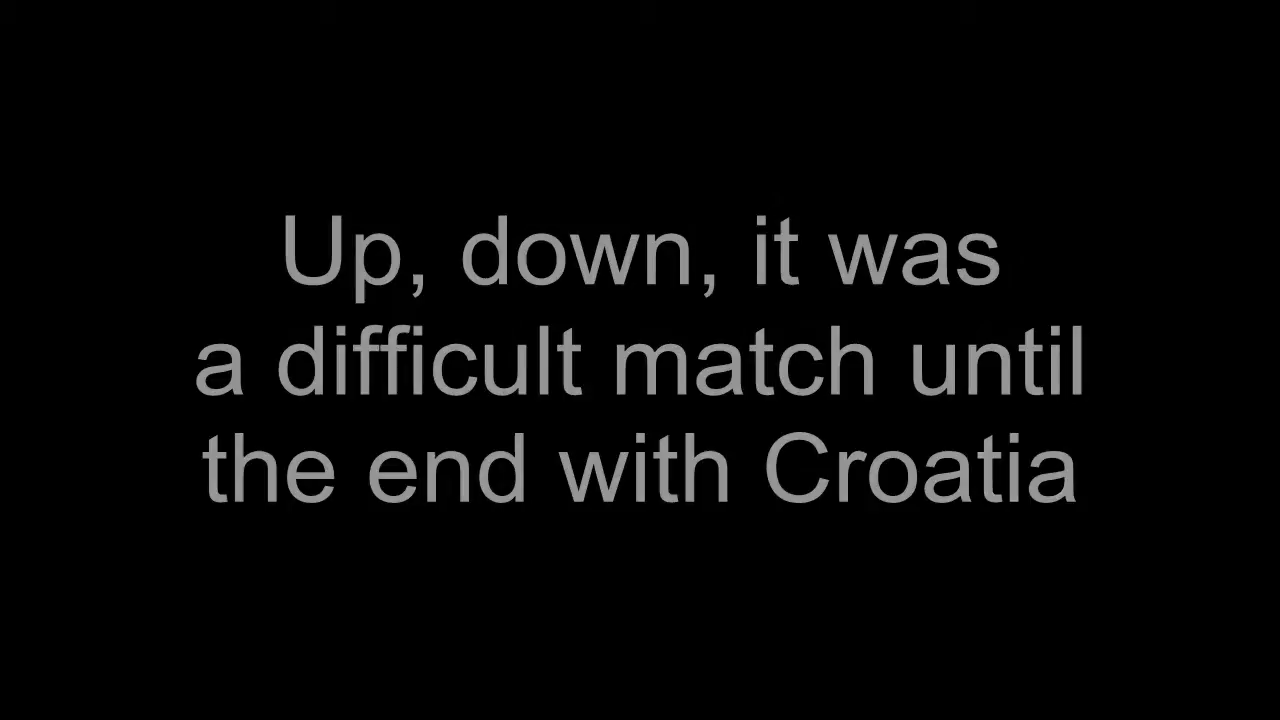 Up, down, it was
a difficult match until
the end with Croatia